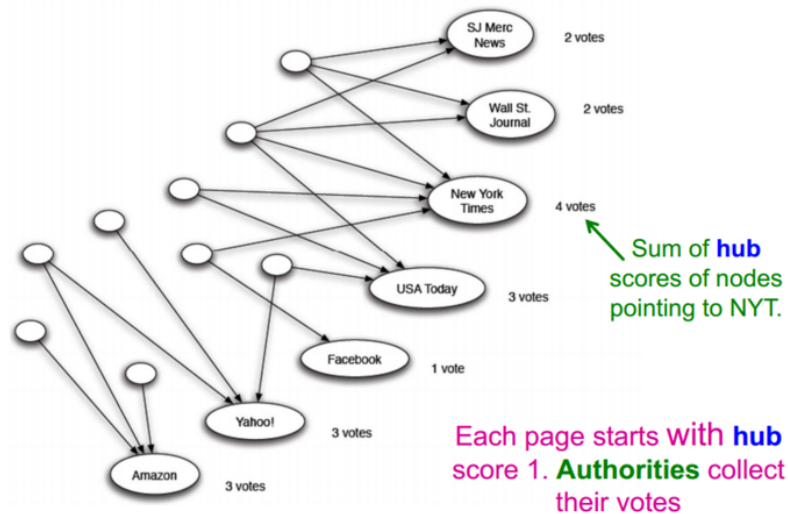 SJ Merc
News
2 votes
Wall St.
Journal
2 votes
New York
Times
4 votes
Sum of hub
scores of nodes
pointing to NYT.
USA Today
3 votes
Facebook
1 vote
Yahoo!
3 votes
Each page starts with hub
score 1. Authorities collect
their votes
Amazon
3 votes